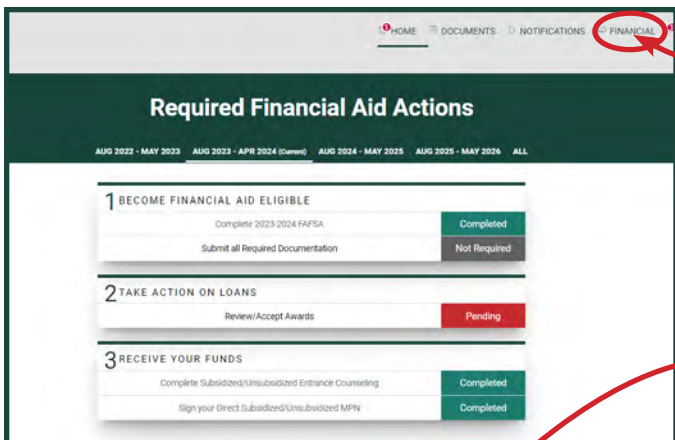 1 HOME DOCUMENTS NOTIFICATIONS FINANCIAL
Required Financial Aid Actions
AUG 2022 - MAY 2023 AUG 2023 - APR 2024 (Current) AUG 2024 - MAY 2025 AUG 2025 - MAY 2026 ALL
1 BECOME FINANCIAL AID ELIGIBLE
Complete 2023-2024 FAFSA Completed
Submit all Required Documentation Not Required
2 TAKE ACTION ON LOANS
Review/Accept Awards Pending
3 RECEIVE YOUR FUNDS
Complete Subsidized/Unsubsidized Entrance Counseling Completed
Sign your Direct Subsidized/Unsubsidized MPN Completed